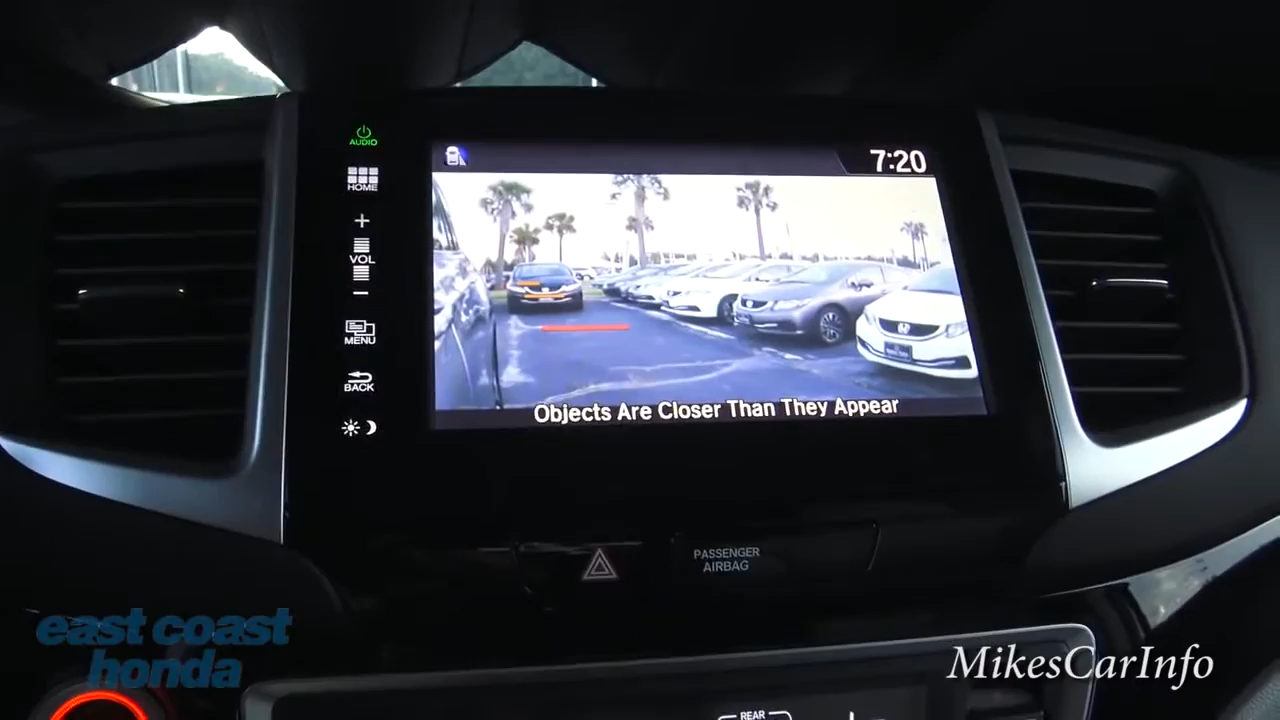 AUDIO
7:20
HOME
+
VOL
−
MENU
BACK
Objects Are Closer Than They Appear
PASSENGER
AIRBAG
east coast
honda
MikesCarInfo
REAR